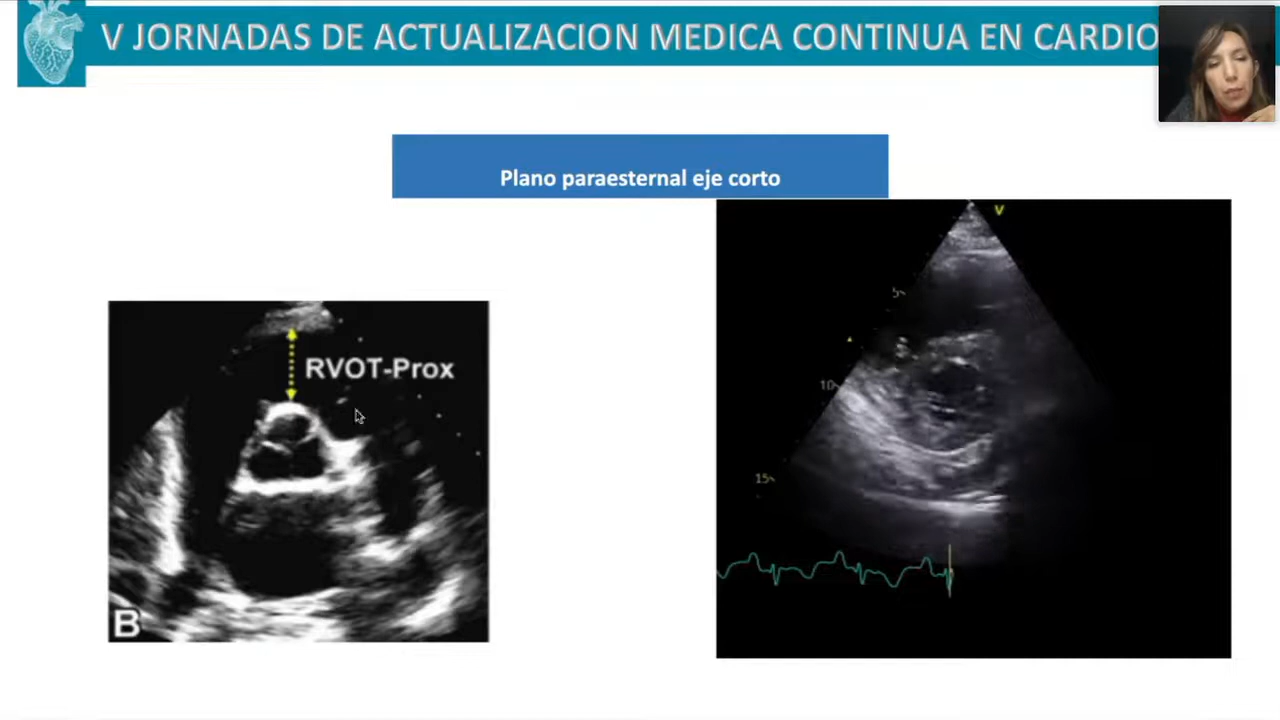 V JORNADAS DE ACTUALIZACION MEDICA CONTINUA EN CARDIO
Plano paraesternal eje corto
V
5
RVOT-Prox
10
15
B